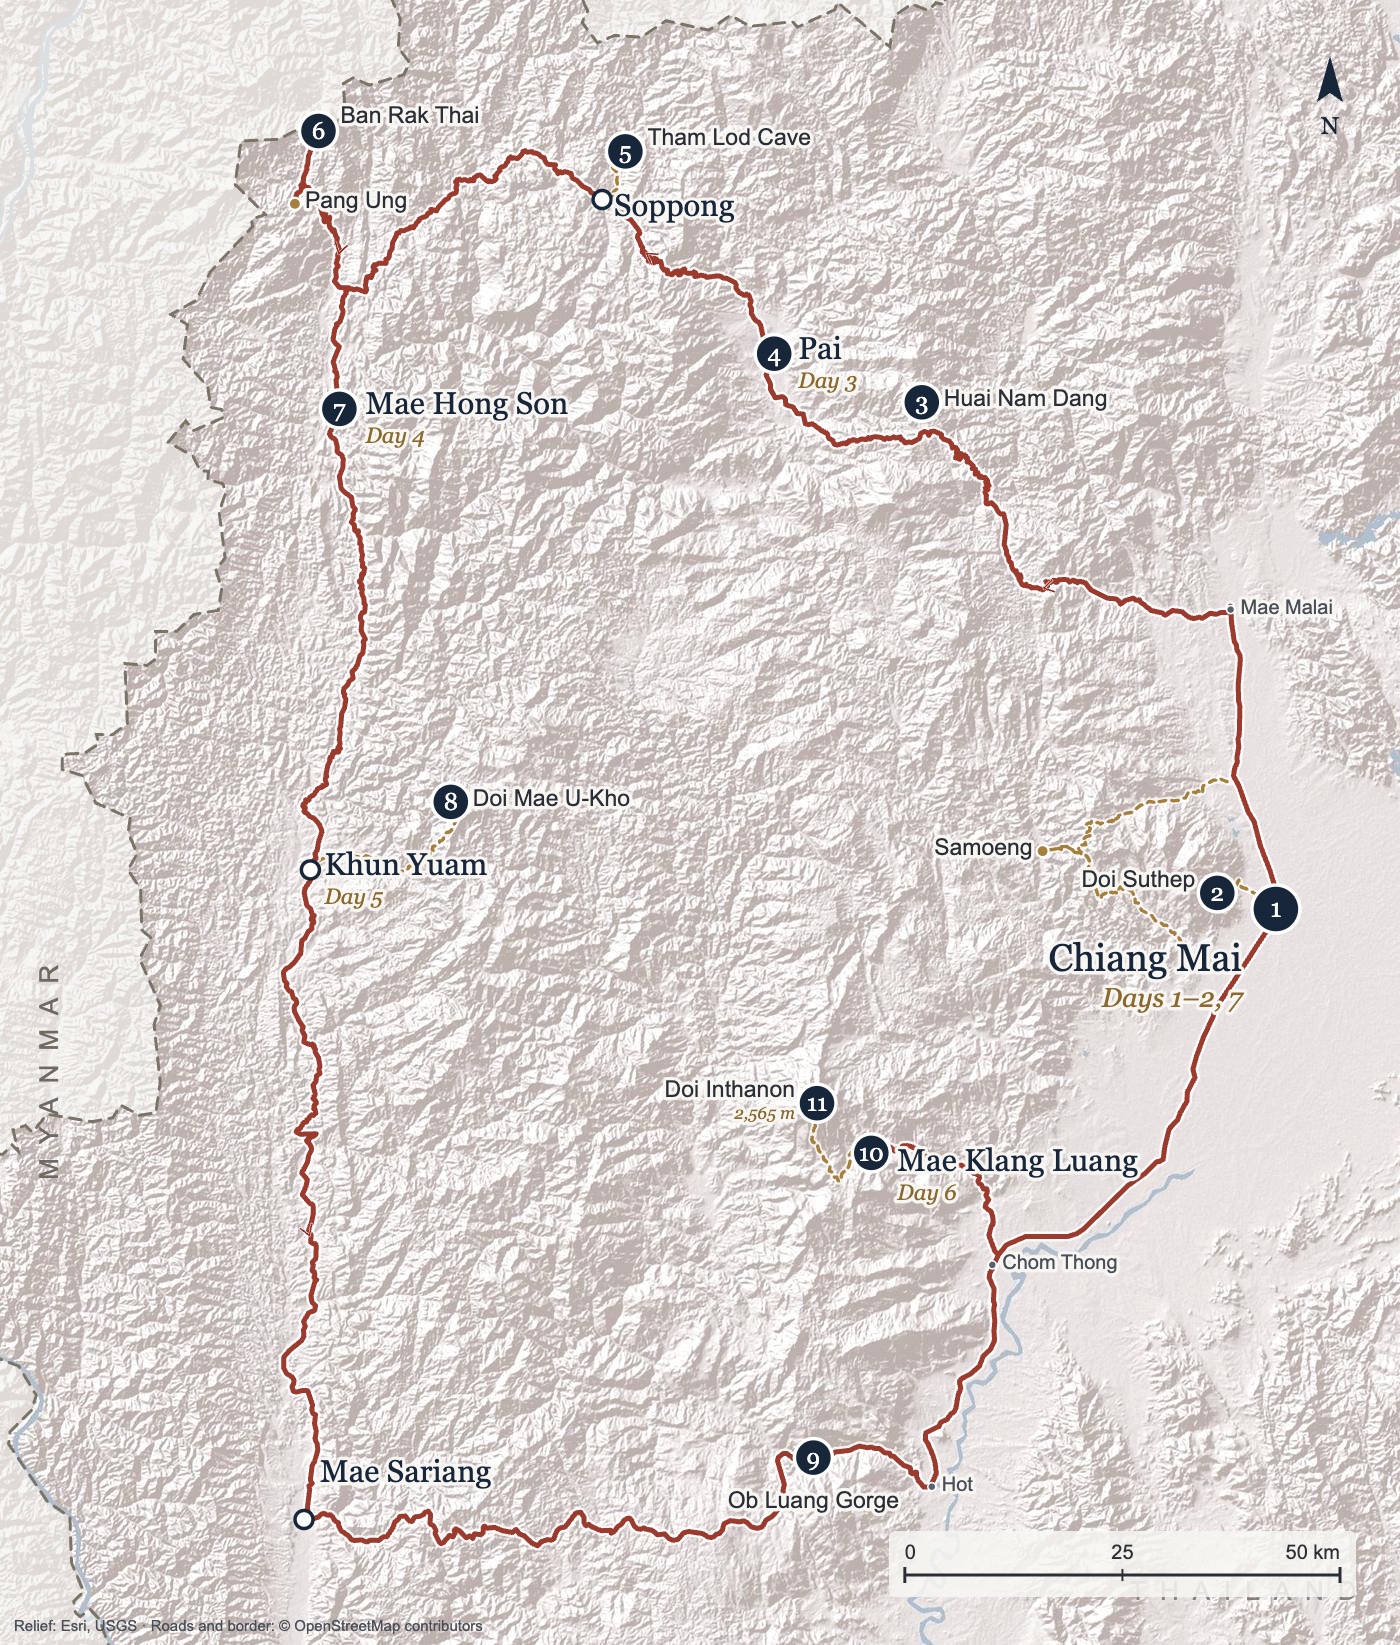 N
6
Ban Rak Thai
5
Tham Lod Cave
Pang Ung
Soppong
4
Pai
Day 3
3
Huai Nam Dang
7
Mae Hong Son
Day 4
Mae Malai
8
Doi Mae U-Kho
Samoeng
Khun Yuam
Day 5
Doi Suthep
2
1
Chiang Mai
Days 1–2, 7
MYANMAR
Doi Inthanon
2,565 m
11
10
Mae Klang Luang
Day 6
Chom Thong
Mae Sariang
9
Ob Luang Gorge
Hot
0 25 50 km
THAILAND
Relief: Esri, USGS · Roads and border: © OpenStreetMap contributors